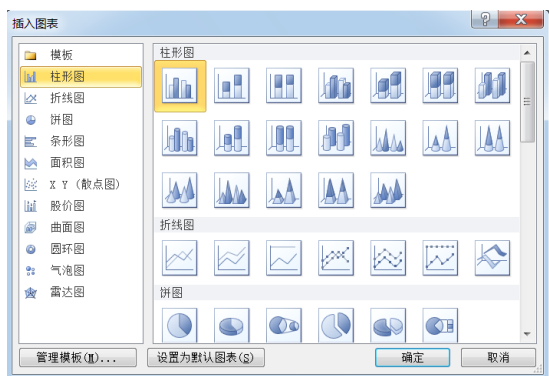 插入图表
模板
柱形图
折线图
饼图
条形图
面积图
X Y (散点图)
股价图
曲面图
圆环图
气泡图
雷达图
柱形图
折线图
饼图
管理模板(M)...
设置为默认图表(S)
确定
取消